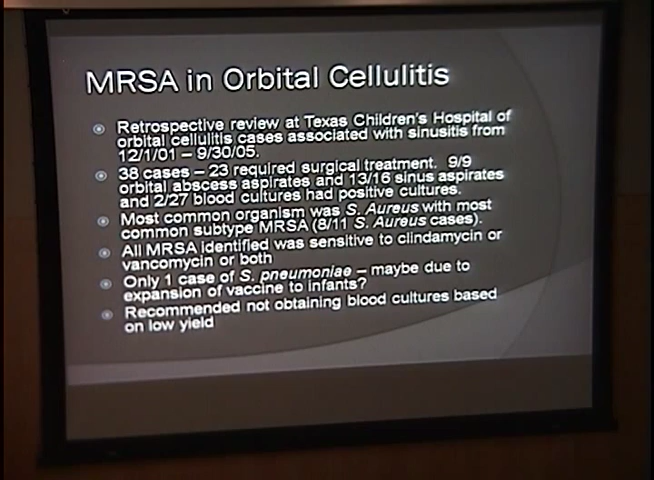 MRSA in Orbital Cellulitis
Retrospective review at Texas Children's Hospital of
orbital cellulitis cases associated with sinusitis from
12/1/01 – 9/30/05.
38 cases – 23 required surgical treatment. 9/9
orbital abscess aspirates and 13/16 sinus aspirates
and 2/27 blood cultures had positive cultures.
Most common organism was S. Aureus with most
common subtype MRSA (8/11 S. Aureus cases).
All MRSA identified was sensitive to clindamycin or
vancomycin or both
Only 1 case of S. pneumoniae – maybe due to
expansion of vaccine to infants?
Recommended not obtaining blood cultures based
on low yield